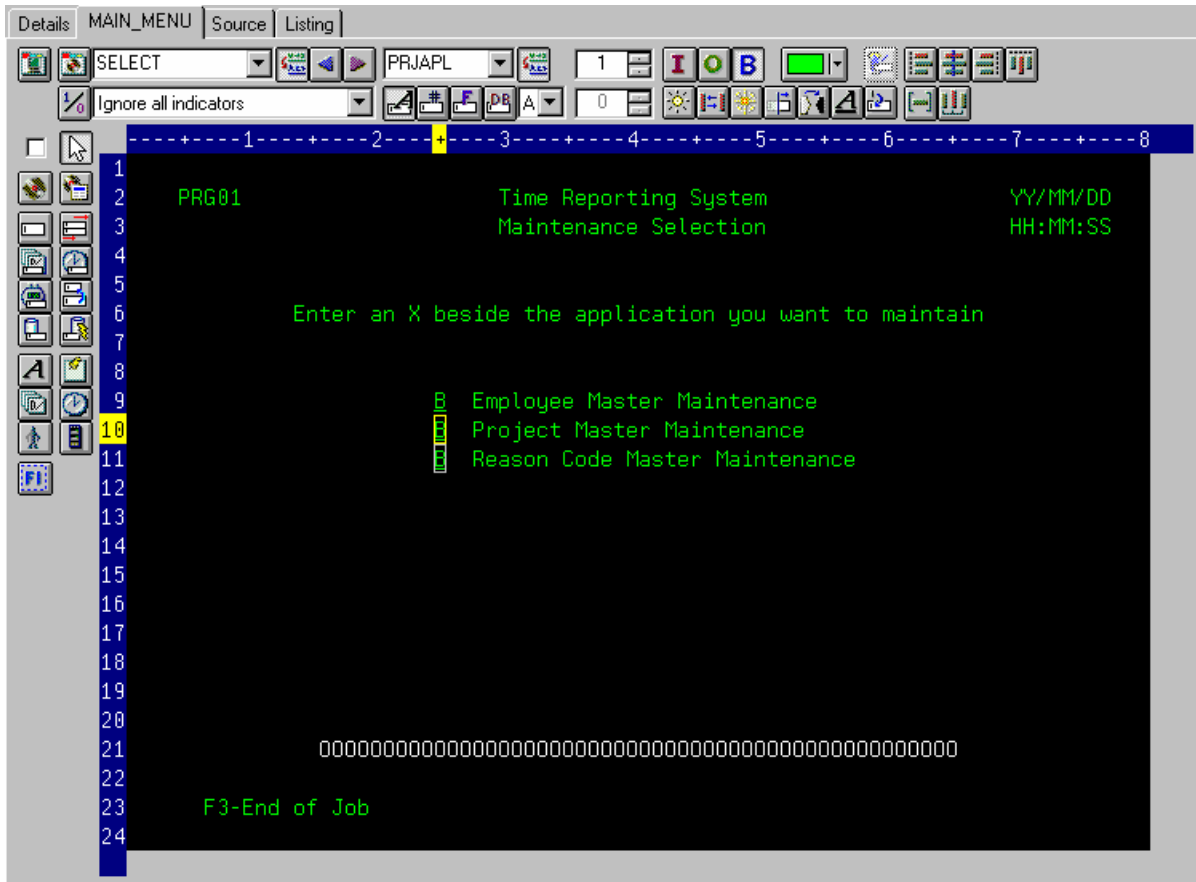 Details MAIN_MENU Source Listing
SELECT PRJAPL 1 I O B
1/0 Ignore all indicators A # F DB A 0 A
----+----1----+----2----+----3----+----4----+----5----+----6----+----7----+----8
1
2 PRG01 Time Reporting System YY/MM/DD
3 Maintenance Selection HH:MM:SS
4
5
6 Enter an X beside the application you want to maintain
7
8
9 B Employee Master Maintenance
10 B Project Master Maintenance
11 B Reason Code Master Maintenance
12
13
14
15
16
17
18
19
20
21 OOOOOOOOOOOOOOOOOOOOOOOOOOOOOOOOOOOOOOOOOOOOOOOOOO
22
23 F3-End of Job
24
A
FI